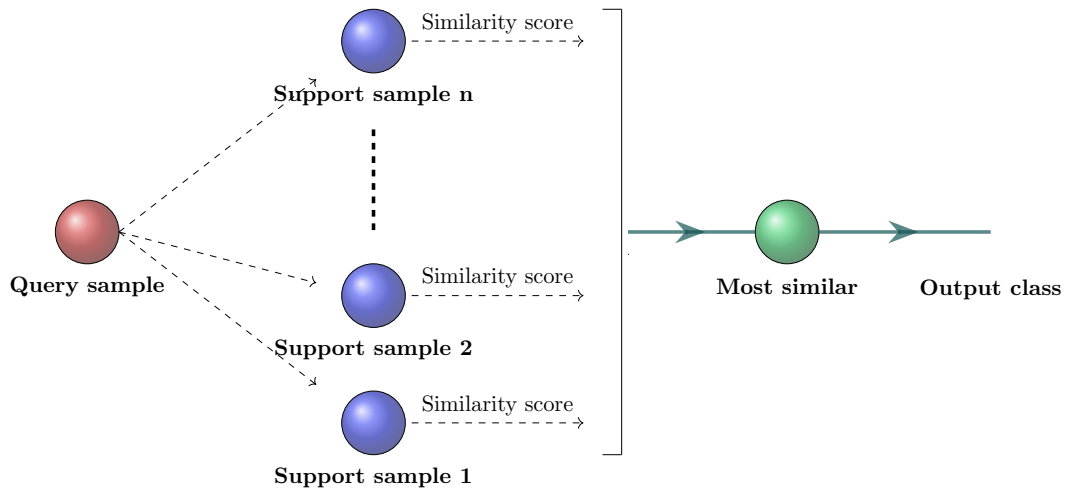 Similarity score
Support sample n
Query sample
Similarity score
Most similar
Output class
Support sample 2
Similarity score
Support sample 1